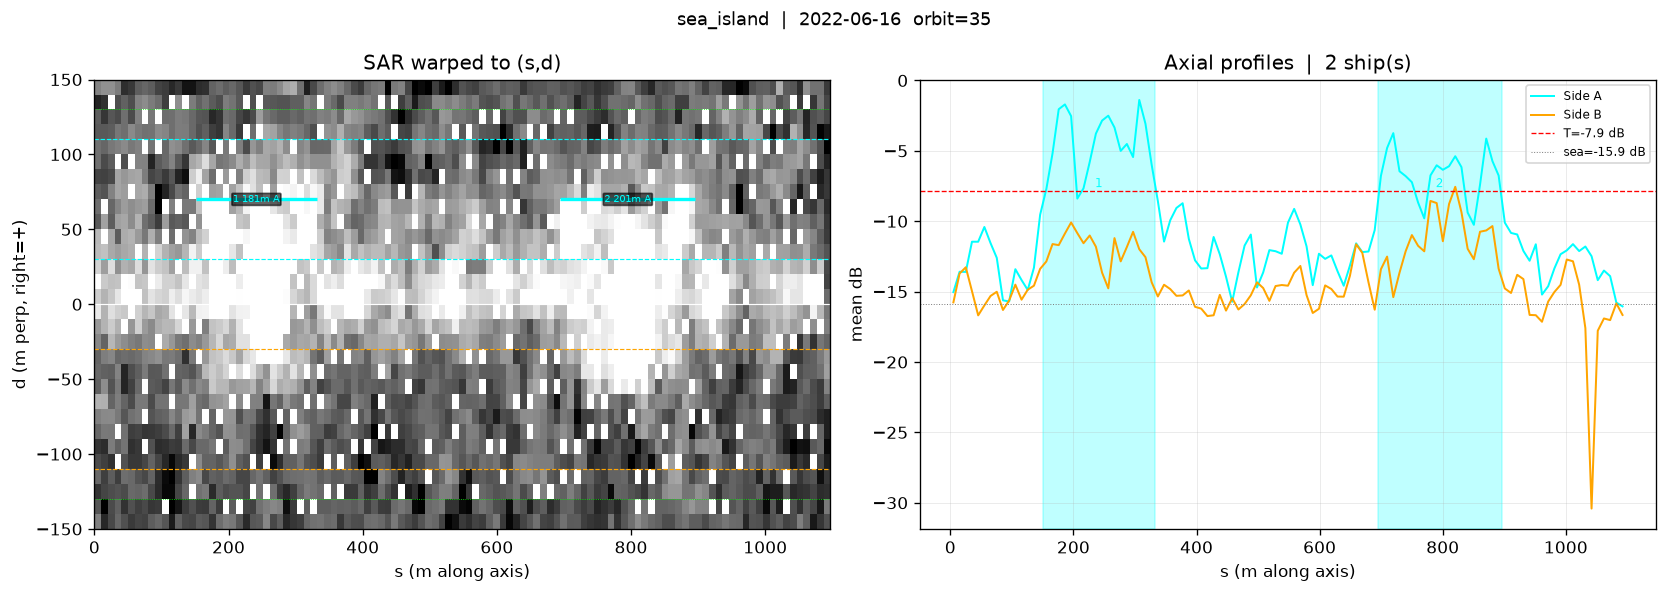 sea_island | 2022-06-16 orbit=35
SAR warped to (s,d)
150
100
50
0
−50
−100
−150
d (m perp, right=+)
1 181m A
2 201m A
0 200 400 600 800 1000
s (m along axis)
Axial profiles | 2 ship(s)
0
−5
−10
−15
−20
−25
−30
mean dB
1
2
Side A
Side B
T=-7.9 dB
sea=-15.9 dB
0 200 400 600 800 1000
s (m along axis)